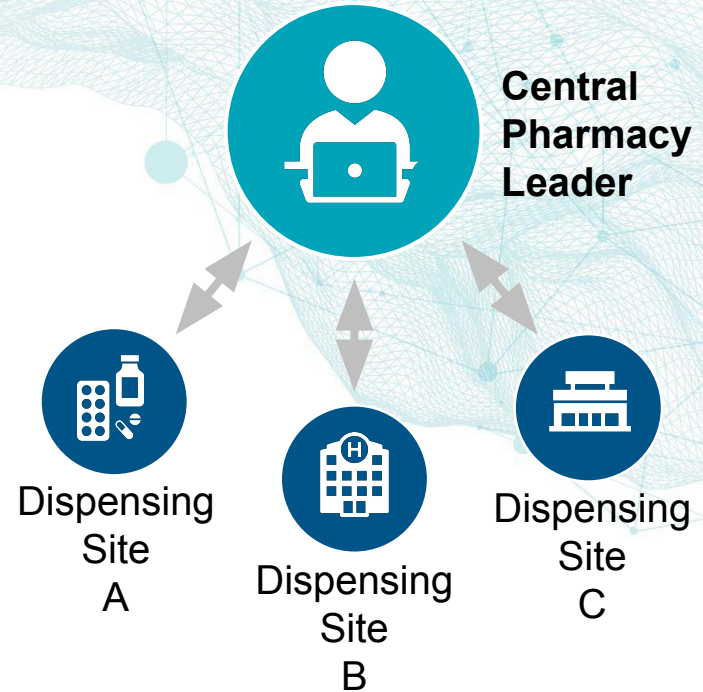 Central
Pharmacy
Leader
H
Dispensing
Site
A
Dispensing
Site
B
Dispensing
Site
C